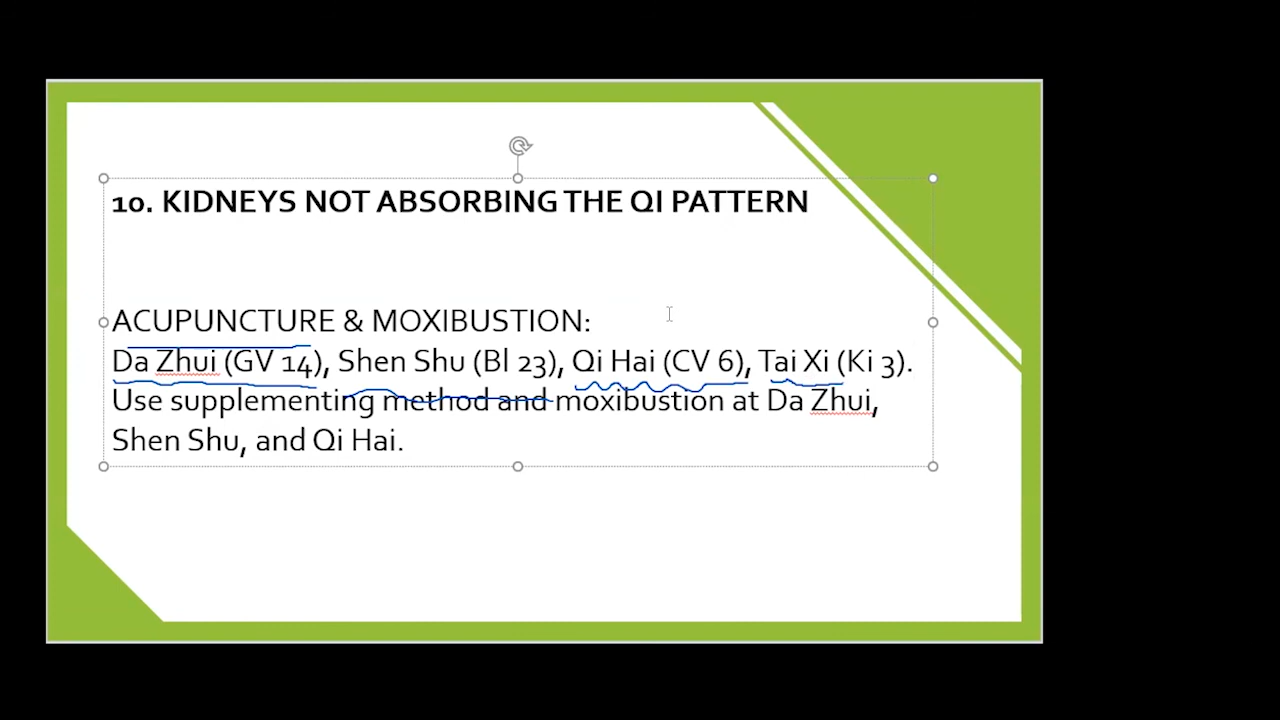 10. KIDNEYS NOT ABSORBING THE QI PATTERN
ACUPUNCTURE & MOXIBUSTION:
Da Zhui (GV 14), Shen Shu (Bl 23), Qi Hai (CV 6), Tai Xi (Ki 3).
Use supplementing method and moxibustion at Da Zhui,
Shen Shu, and Qi Hai.